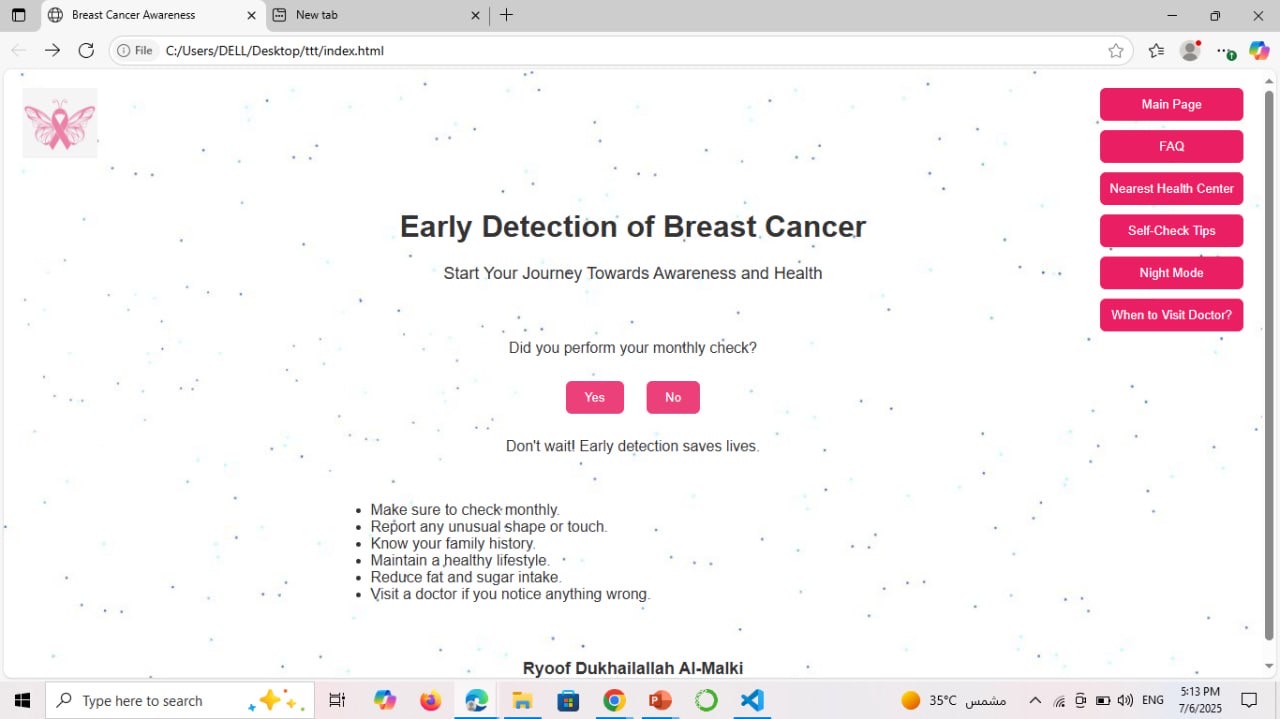 Breast Cancer Awareness
New tab
File
C:/Users/DELL/Desktop/ttt/index.html
Main Page
FAQ
Nearest Health Center
Self-Check Tips
Night Mode
When to Visit Doctor?
Early Detection of Breast Cancer
Start Your Journey Towards Awareness and Health
Did you perform your monthly check?
Yes
No
Don't wait! Early detection saves lives.
• Make sure to check monthly.
• Report any unusual shape or touch.
• Know your family history.
• Maintain a healthy lifestyle.
• Reduce fat and sugar intake.
• Visit a doctor if you notice anything wrong.
Ryoof Dukhailallah Al-Malki
Type here to search
35°C مشمس
ENG
5:13 PM
7/6/2025